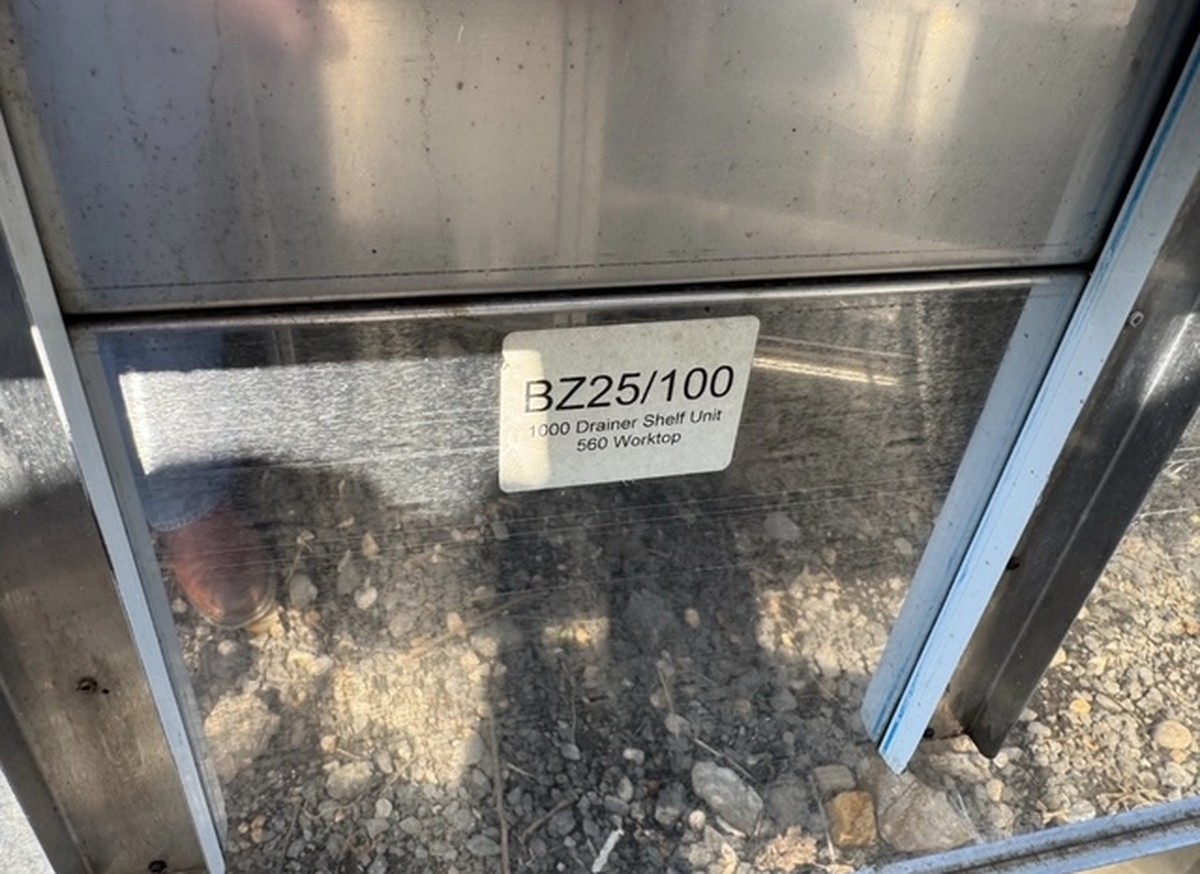 BZ25/100
1000 Drainer Shelf Unit
560 Worktop